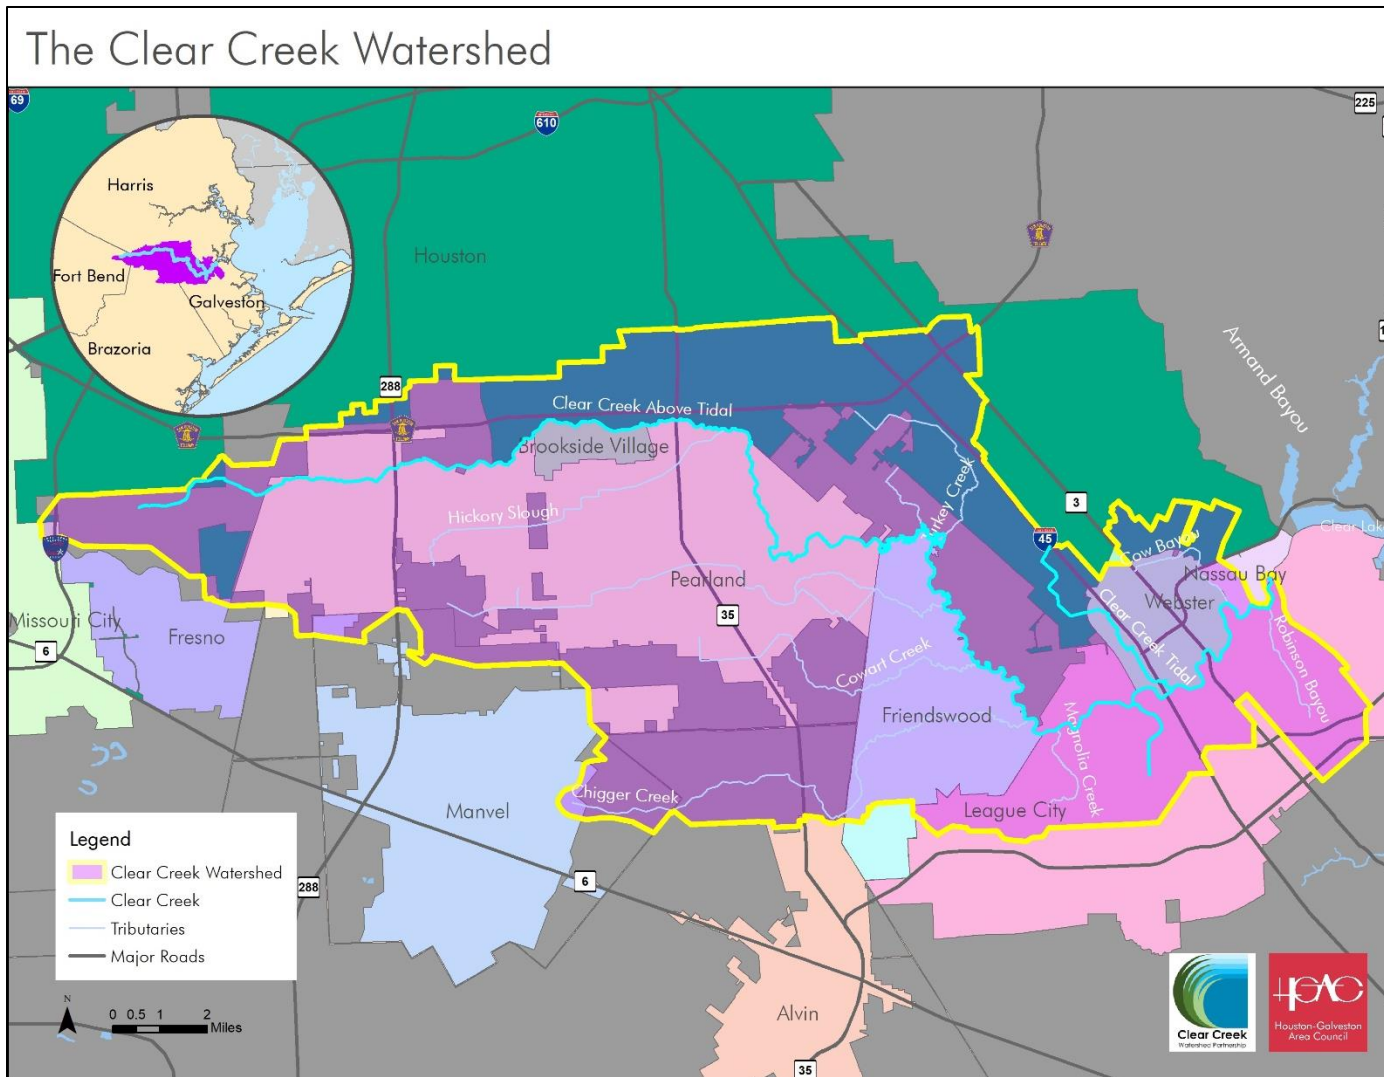 The Clear Creek Watershed
69
610
225
Harris
Fort Bend
Galveston
Brazoria
Houston
288
Armand Bayou
Clear Creek Above Tidal
Brookside Village
Hickory Slough
Turkey Creek
3
45
Cow Bayou
Clear Lake
Nassau Bay
Webster
Pearland
35
Missouri City
6
Fresno
Clear Creek Tidal
Robinson Bayou
Cowart Creek
Friendswood
Magnolia Creek
Chigger Creek
Manvel
League City
Legend
Clear Creek Watershed
Clear Creek
Tributaries
Major Roads
288
6
N
0 0.5 1 2
Miles
Alvin
35
Clear Creek
Watershed Partnership
HGAC
Houston-Galveston
Area Council